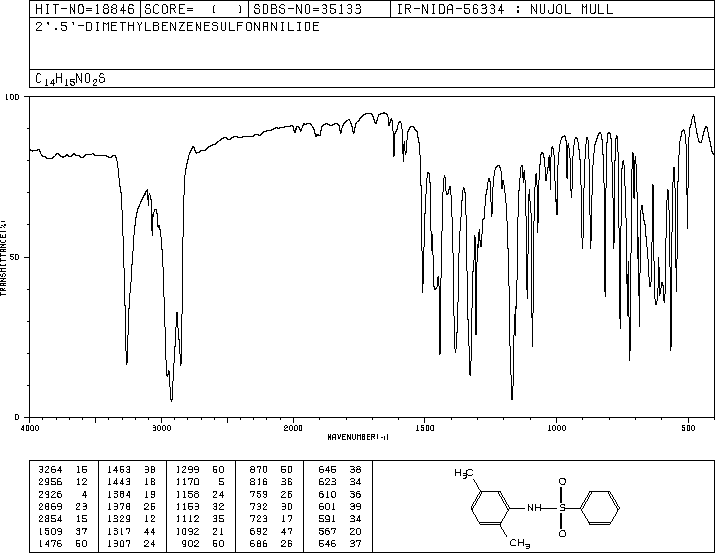 HIT-NO=18846 SCORE= ( ) SDBS-NO=35133 IR-NIDA-56334 : NUJOL MULL
2'.5'-DIMETHYLBENZENESULFONANILIDE
C14H15NO2S
100
TRANSMITTANCE(%)
50
0
4000 3000 2000 1500 1000 500
WAVENUMBER(-1)
3264 15 1463 38 1299 50 870 50 645 38
2956 12 1443 18 1170 5 816 36 623 34
2926 4 1384 19 1158 24 759 26 610 36
2869 29 1378 26 1153 32 732 30 601 39
2854 15 1329 12 1112 35 723 17 591 34
1509 37 1317 44 1092 21 692 47 567 20
1476 50 1307 24 902 50 686 26 546 37
H3C
O
NH S
O
CH3